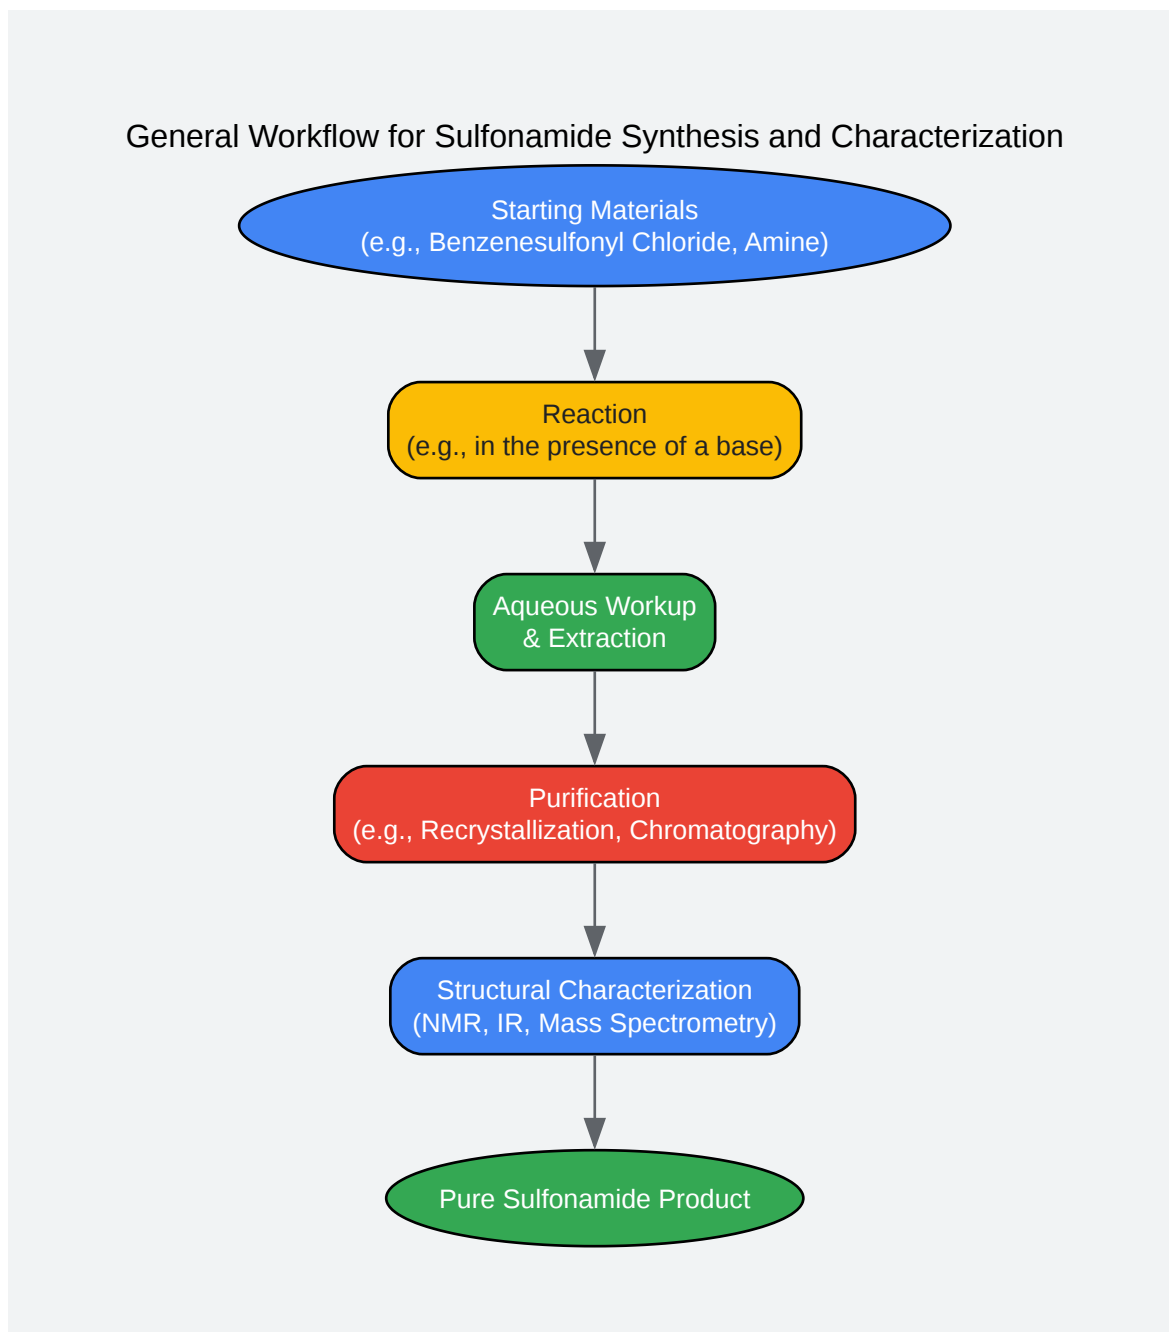 General Workflow for Sulfonamide Synthesis and Characterization
Starting Materials
(e.g., Benzenesulfonyl Chloride, Amine)
Reaction
(e.g., in the presence of a base)
Aqueous Workup
& Extraction
Purification
(e.g., Recrystallization, Chromatography)
Structural Characterization
(NMR, IR, Mass Spectrometry)
Pure Sulfonamide Product